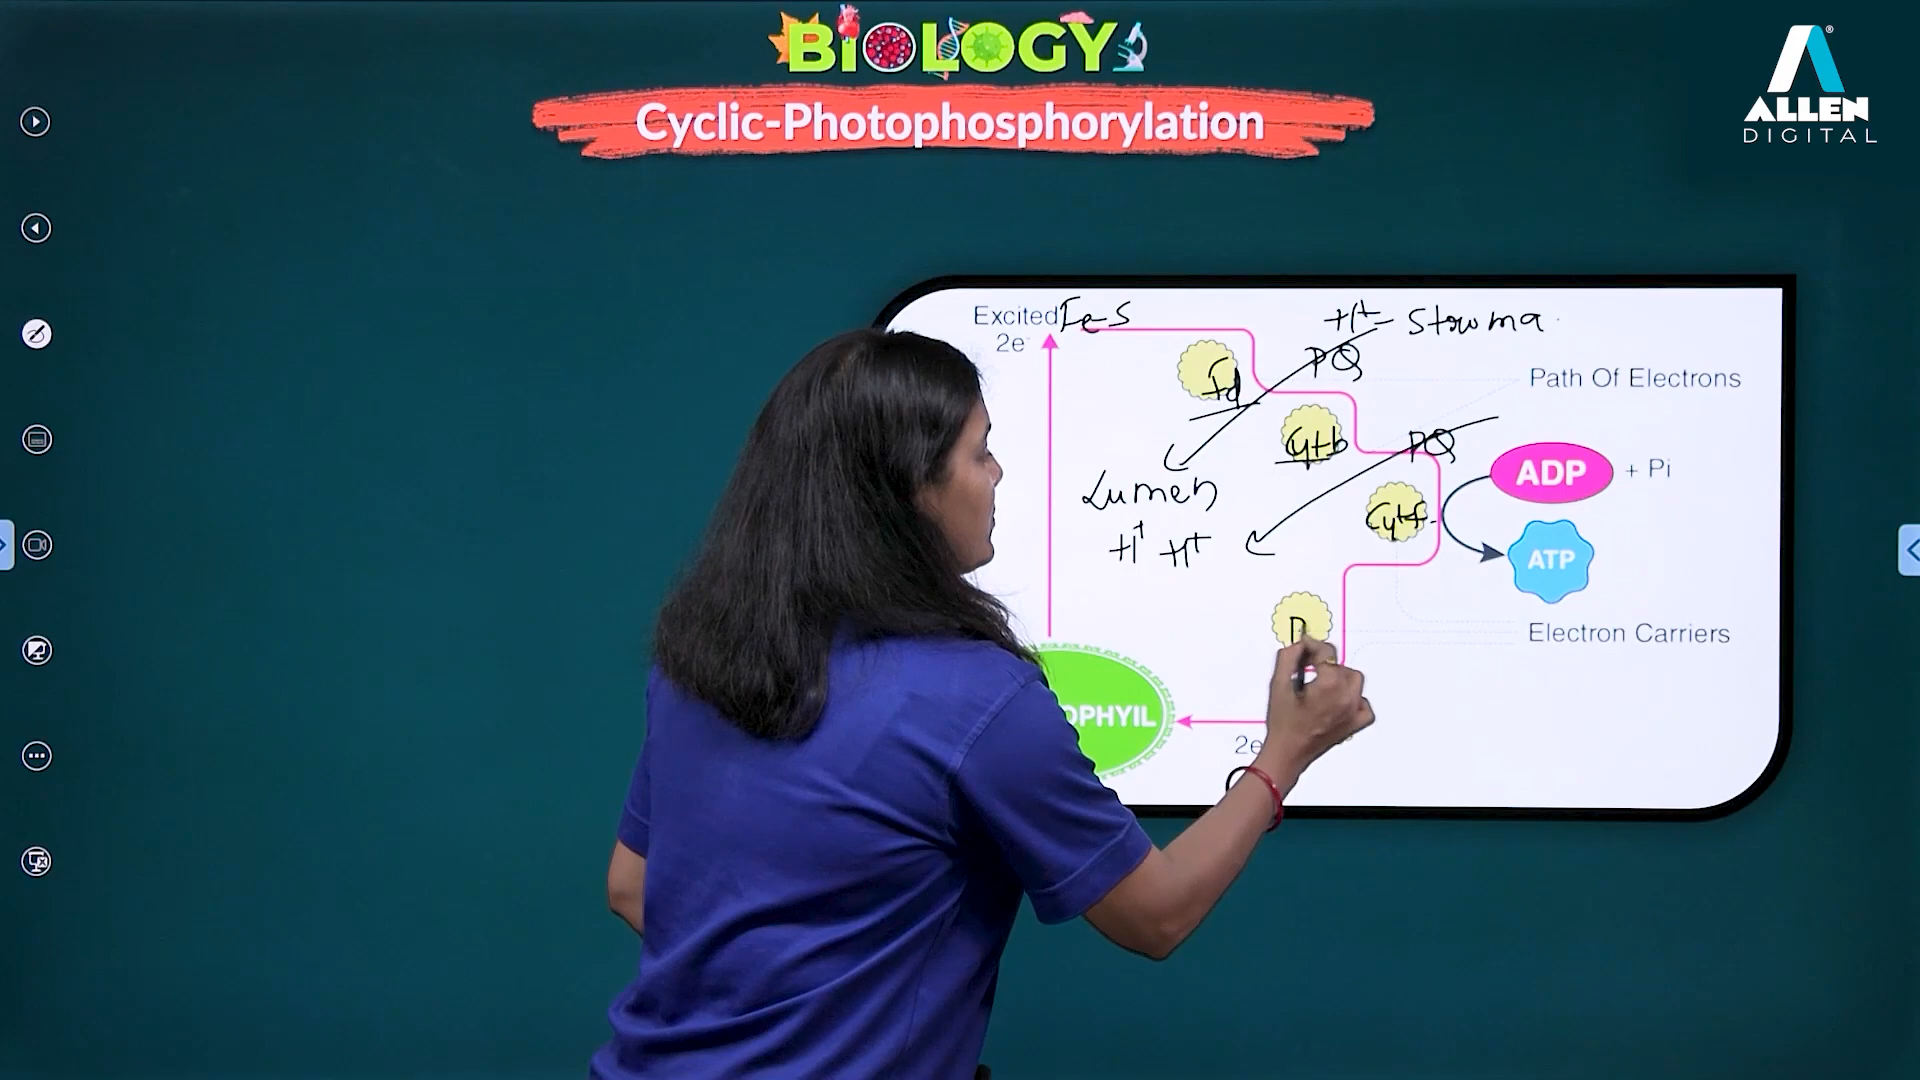 BIOLOGY
Cyclic-Photophosphorylation
ALLEN
DIGITAL
Excited Fe-S
2e-
H+ - Stroma
PQ
Fd
Path Of Electrons
Cytb
PQ
ADP + Pi
Lumen
Cytf
H+ H+
ATP
P
Electron Carriers
OPHYIL
2e